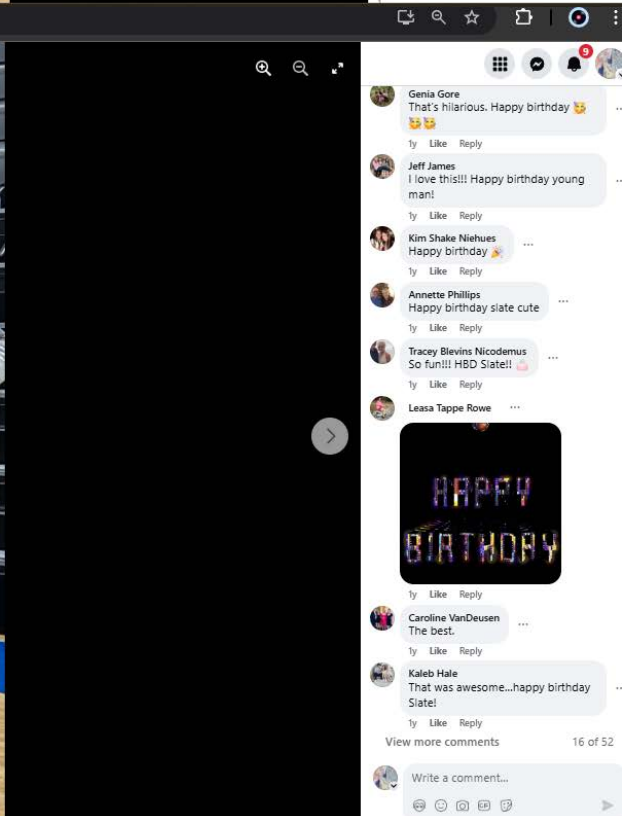 9
Genia Gore
That's hilarious. Happy birthday 🥳
🥳🥳
1y Like Reply
Jeff James
I love this!!! Happy birthday young
man!
1y Like Reply
Kim Shake Niehues
Happy birthday 🎉
1y Like Reply
Annette Phillips
Happy birthday slate cute
1y Like Reply
Tracey Blevins Nicodemus
So fun!!! HBD Slate!! 🎂
1y Like Reply
Leasa Tappe Rowe
HAPPY
BIRTHDAY
1y Like Reply
Caroline VanDeusen
The best.
1y Like Reply
Kaleb Hale
That was awesome...happy birthday
Slate!
1y Like Reply
View more comments 16 of 52
Write a comment...
GIF